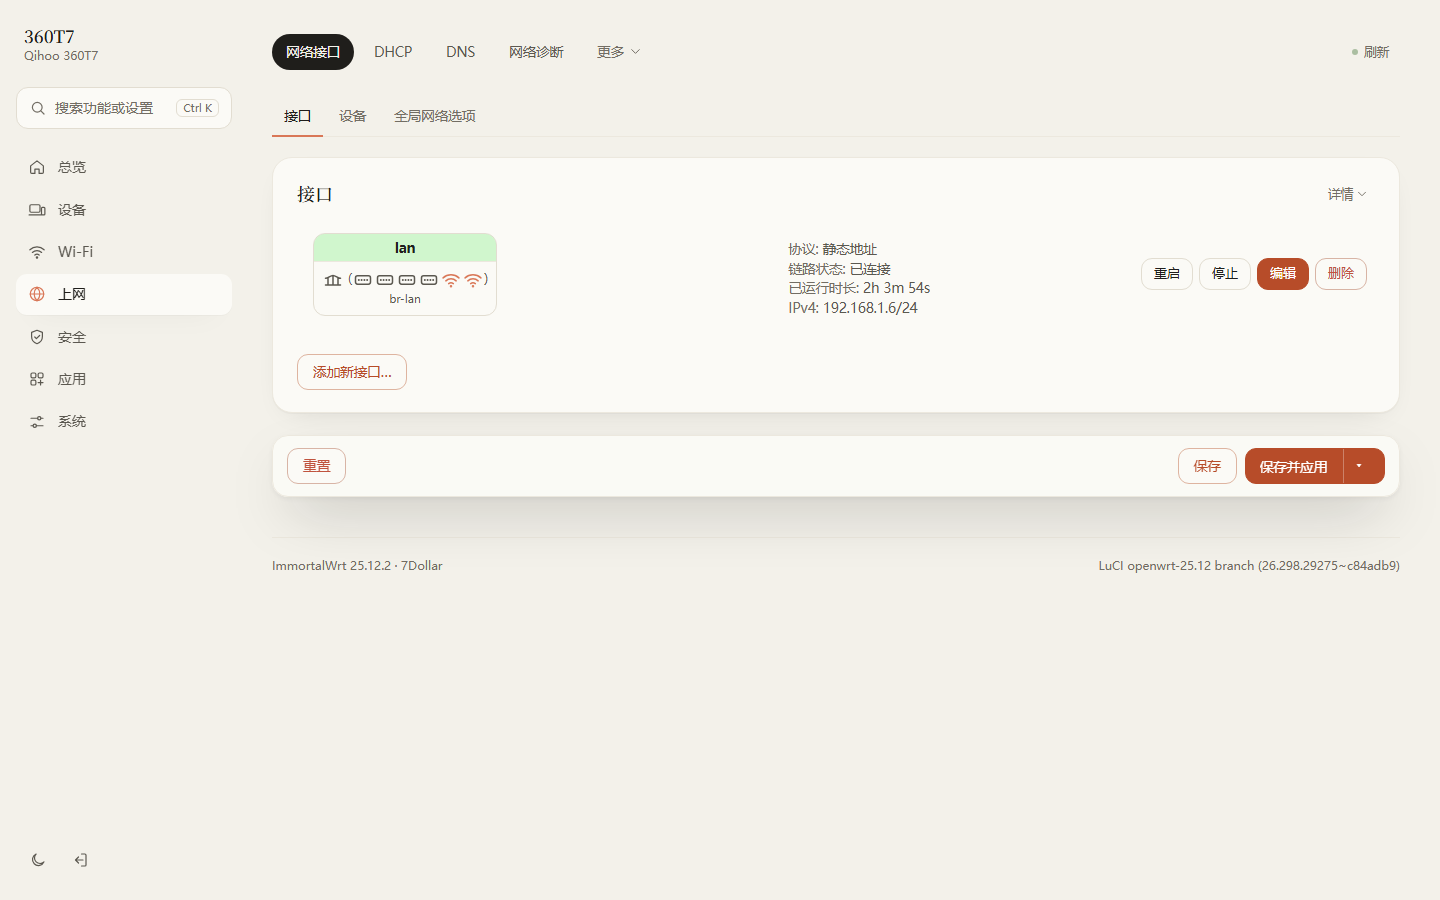 360T7
Qihoo 360T7
搜索功能或设置 Ctrl K
总览
设备
Wi-Fi
上网
安全
应用
系统
网络接口 DHCP DNS 网络诊断 更多 刷新
接口 设备 全局网络选项
接口 详情
lan
br-lan
协议: 静态地址
链路状态: 已连接
已运行时长: 2h 3m 54s
IPv4: 192.168.1.6/24
重启 停止 编辑 删除
添加新接口...
重置 保存 保存并应用
ImmortalWrt 25.12.2 · 7Dollar LuCI openwrt-25.12 branch (26.298.29275~c84adb9)